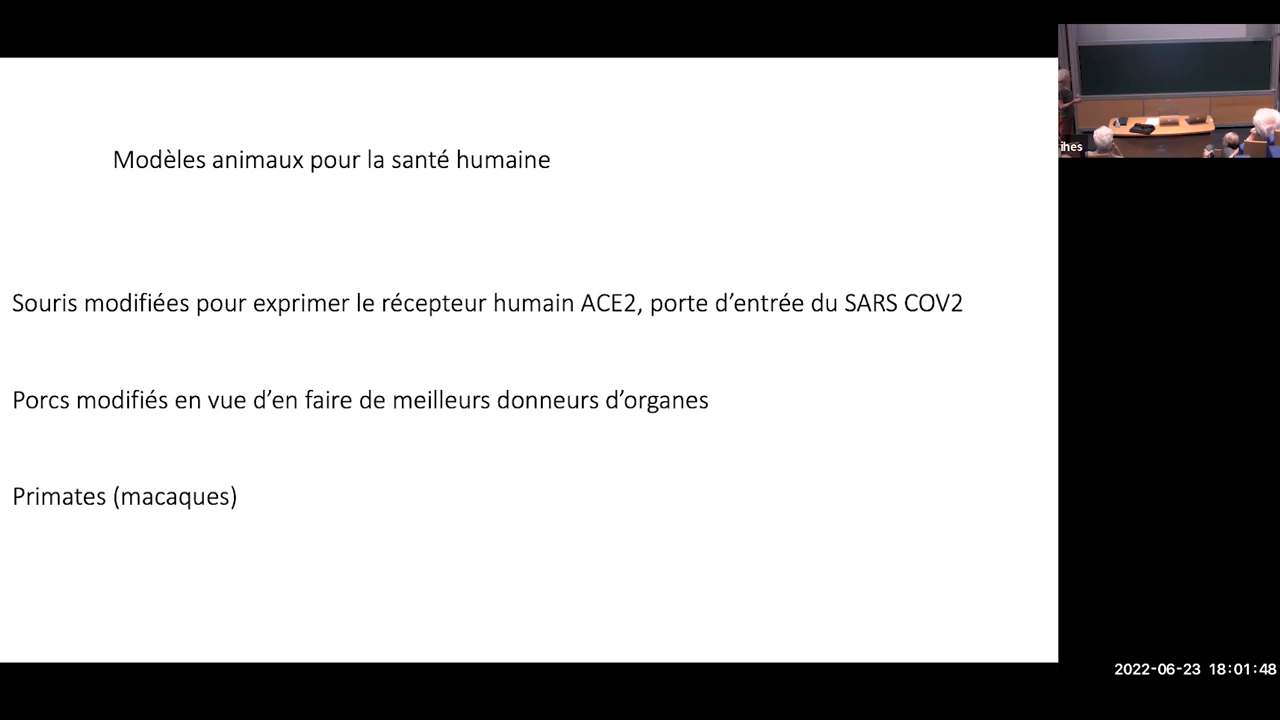 Modèles animaux pour la santé humaine
Souris modifiées pour exprimer le récepteur humain ACE2, porte d’entrée du SARS COV2
Porcs modifiés en vue d’en faire de meilleurs donneurs d’organes
Primates (macaques)
ihes
2022-06-23 18:01:48